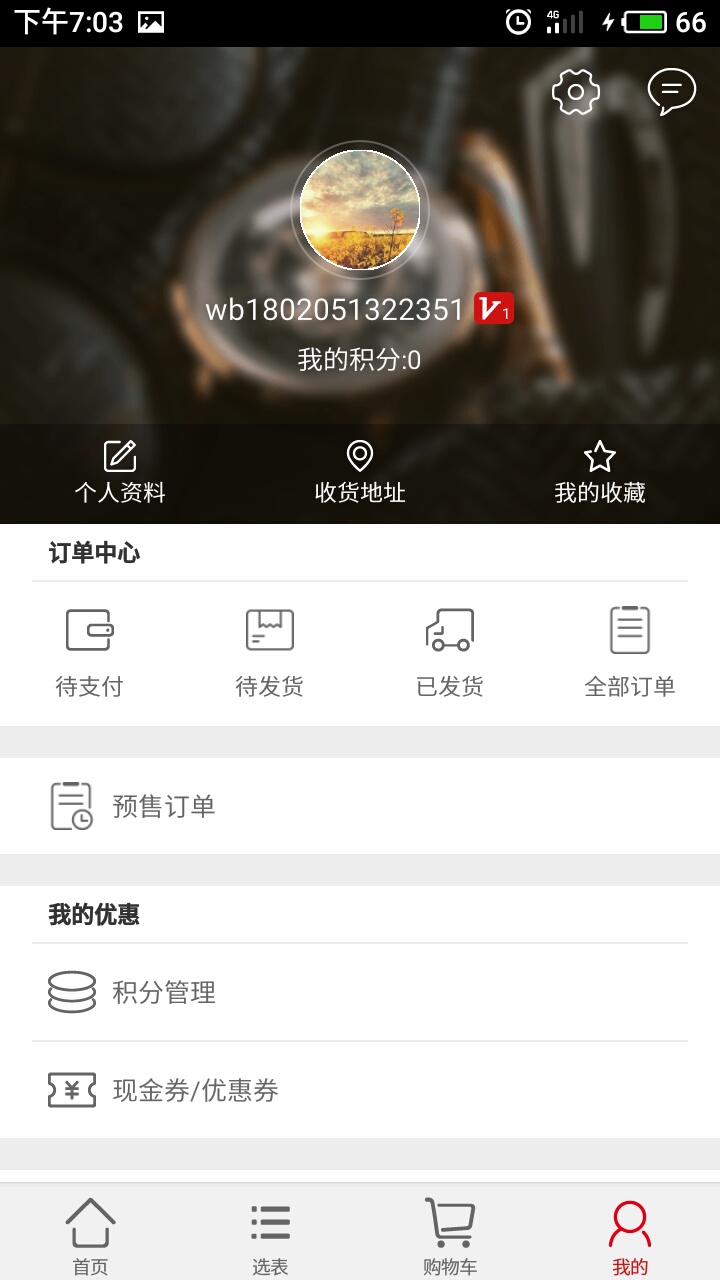 下午7:03
4G
66
wb1802051322351 V1
我的积分:0
个人资料
收货地址
我的收藏
订单中心
待支付
待发货
已发货
全部订单
预售订单
我的优惠
积分管理
¥
现金券/优惠券
首页
选表
购物车
我的